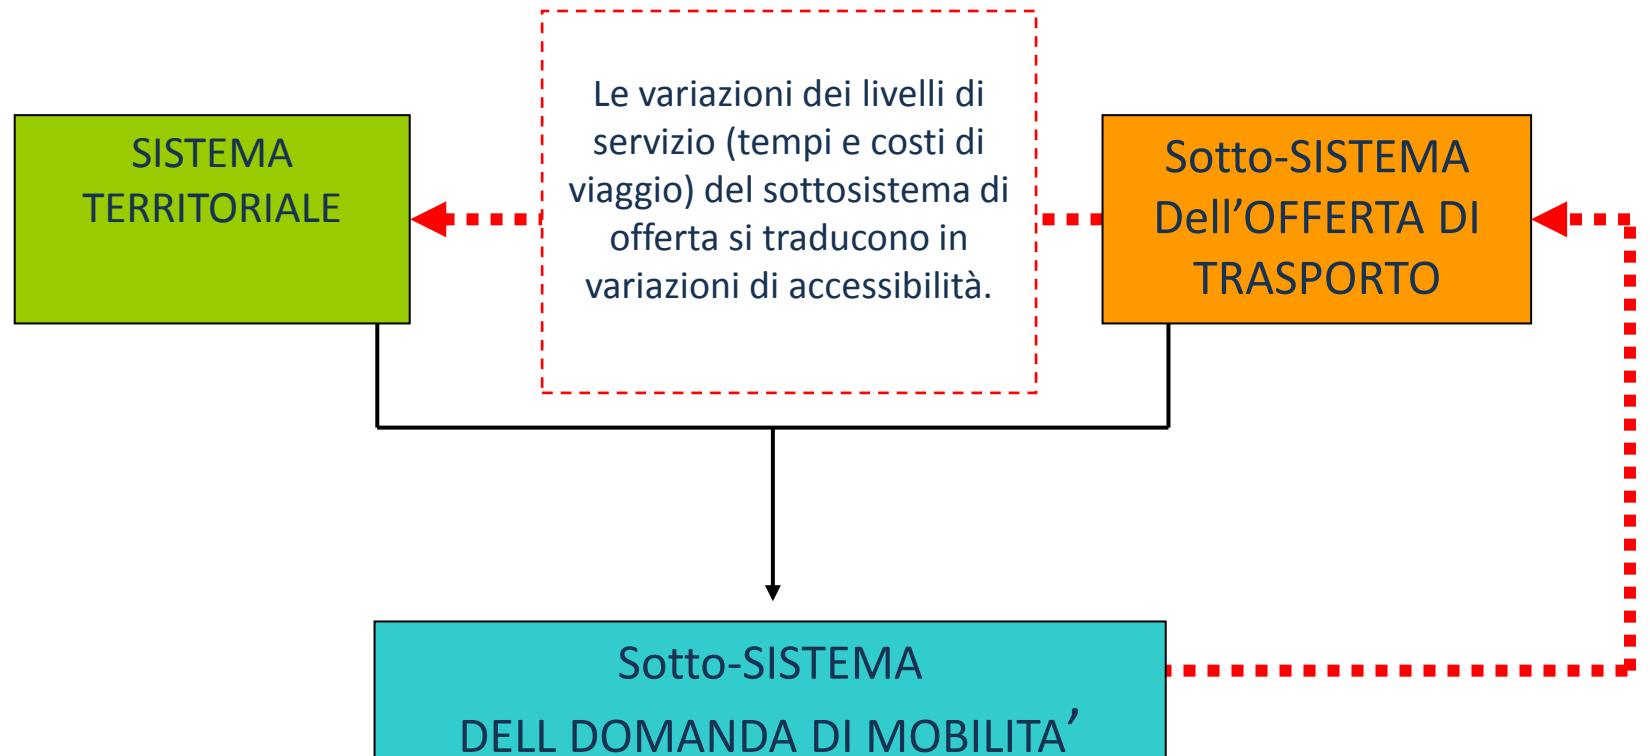 SISTEMA
TERRITORIALE
Le variazioni dei livelli di
servizio (tempi e costi di
viaggio) del sottosistema di
offerta si traducono in
variazioni di accessibilità.
Sotto-SISTEMA
Dell’OFFERTA DI
TRASPORTO
Sotto-SISTEMA
DELL DOMANDA DI MOBILITA’